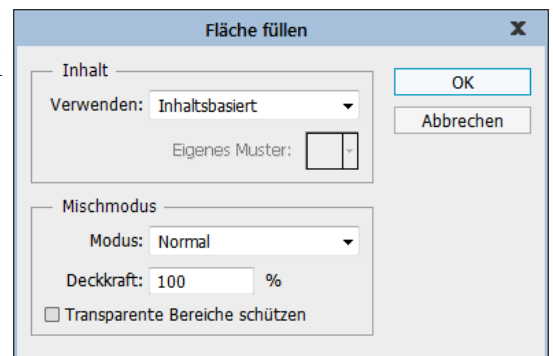 Fläche füllen
Inhalt
OK
Verwenden: Inhaltsbasiert
Abbrechen
Eigenes Muster:
Mischmodus
Modus: Normal
Deckkraft: 100 %
Transparente Bereiche schützen